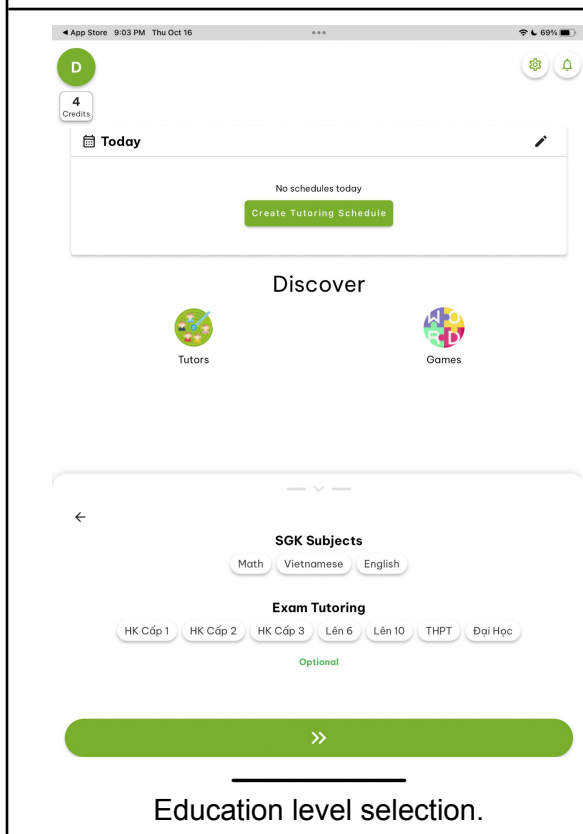 App Store 9:03 PM Thu Oct 16 69%
D
4
Credits
Today
No schedules today
Create Tutoring Schedule
Discover
WORD
Tutors Games
SGK Subjects
Math Vietnamese English
Exam Tutoring
HK Cấp 1 HK Cấp 2 HK Cấp 3 Lên 6 Lên 10 THPT Đại Học
Optional
Education level selection.